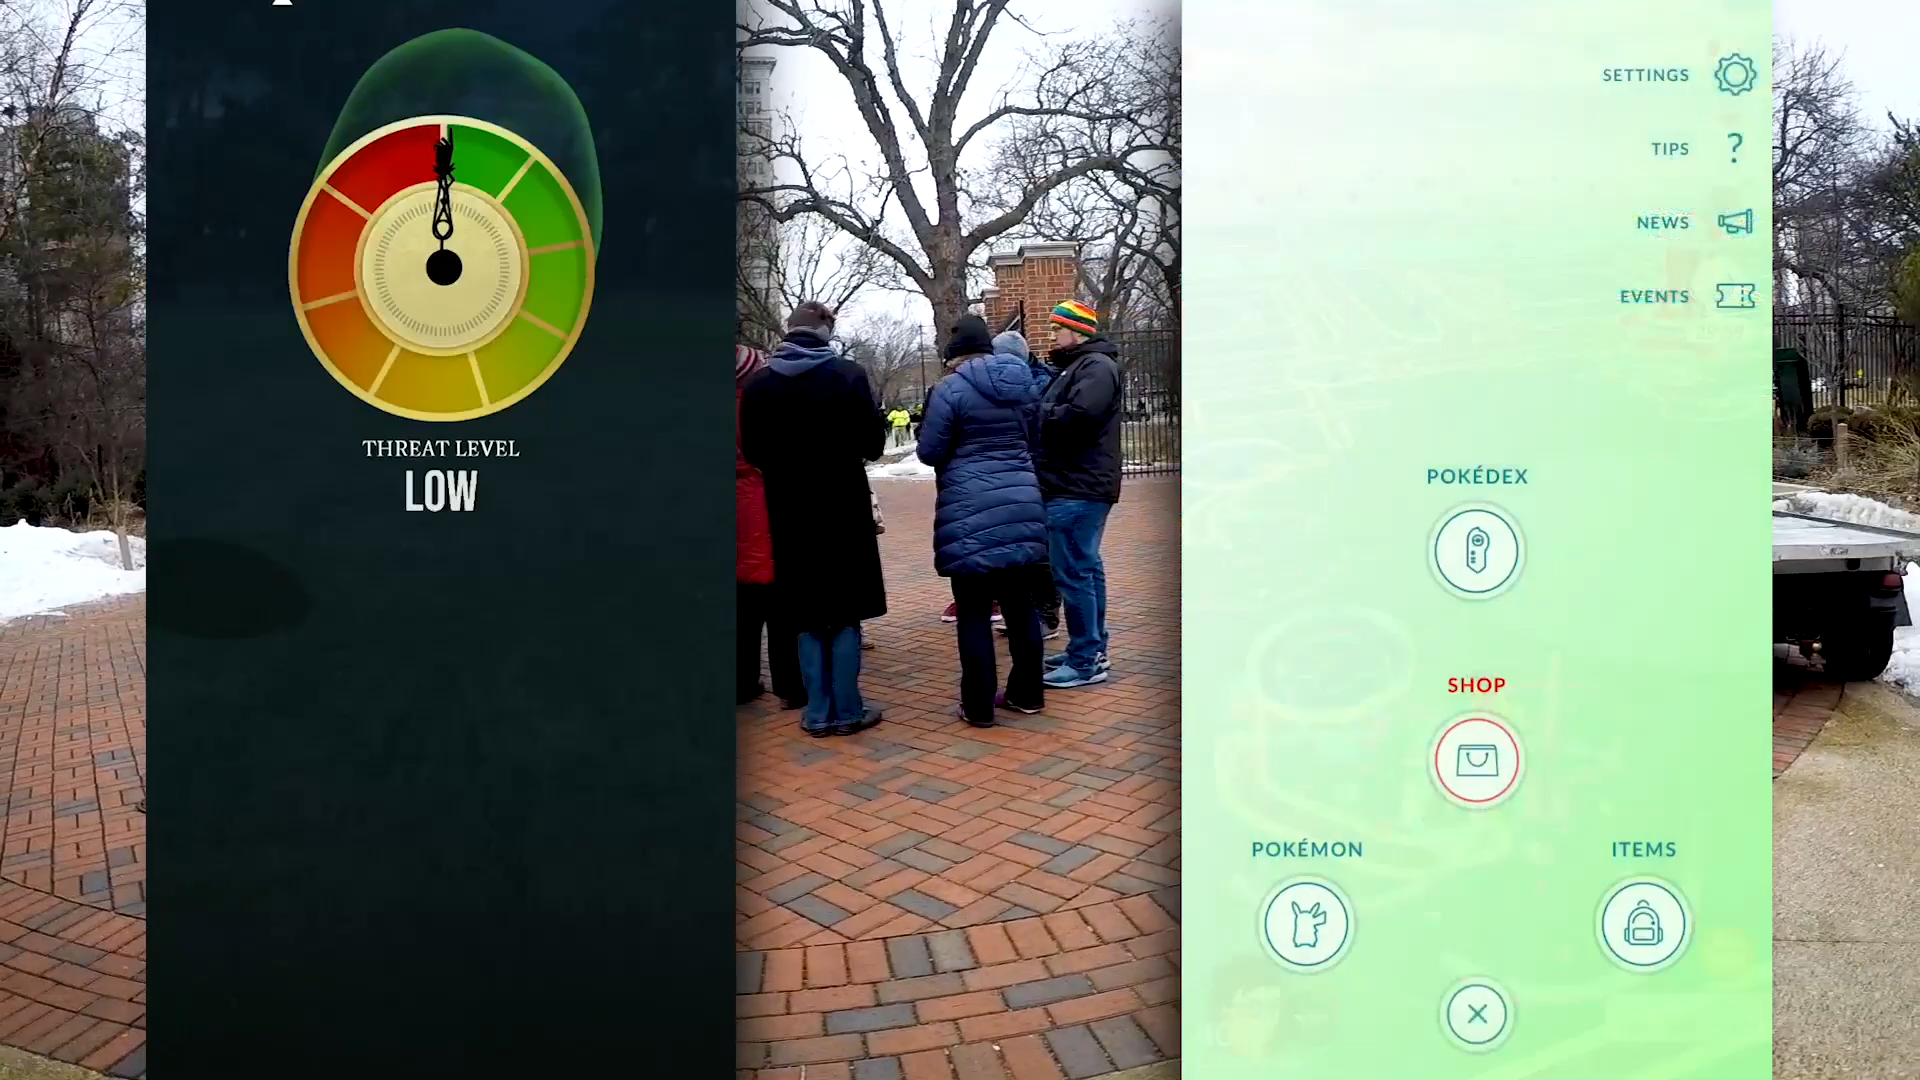 THREAT LEVEL
LOW
SETTINGS
TIPS
?
NEWS
EVENTS
POKÉDEX
SHOP
POKÉMON
ITEMS